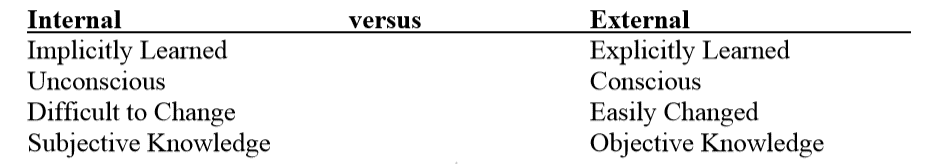 Internal versus External
Implicitly Learned Explicitly Learned
Unconscious Conscious
Difficult to Change Easily Changed
Subjective Knowledge Objective Knowledge